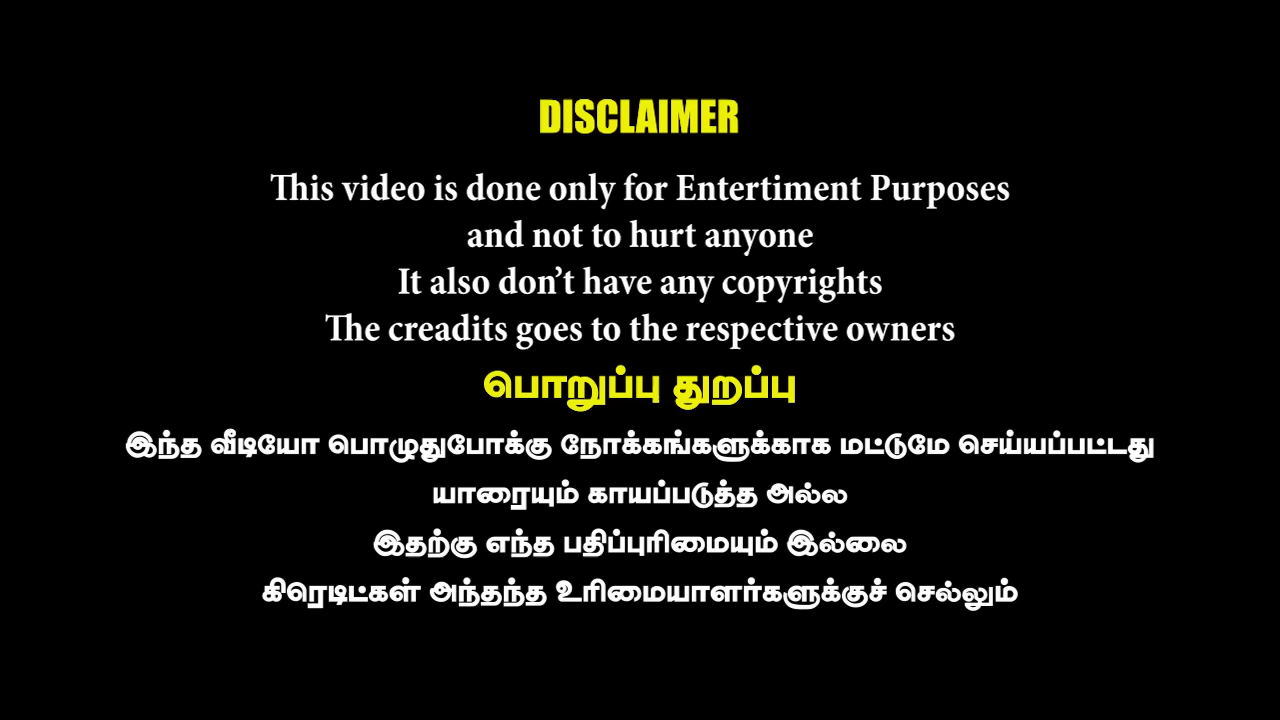 DISCLAIMER
This video is done only for Entertiment Purposes
and not to hurt anyone
It also don’t have any copyrights
The creadits goes to the respective owners
பொறுப்பு துறப்பு
இந்த வீடியோ பொழுதுபோக்கு நோக்கங்களுக்காக மட்டுமே செய்யப்பட்டது
யாரையும் காயப்படுத்த அல்ல
இதற்கு எந்த பதிப்புரிமையும் இல்லை
கிரெடிட்கள் அந்தந்த உரிமையாளர்களுக்குச் செல்லும்